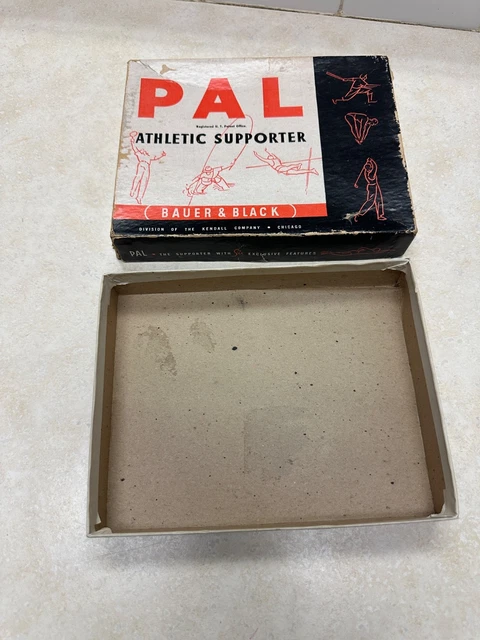 PAL
Registered U. S. Patent Office
ATHLETIC SUPPORTER
( BAUER & BLACK )
DIVISION OF THE KENDALL COMPANY • CHICAGO
PAL - THE SUPPORTER WITH EXCLUSIVE FEATURES